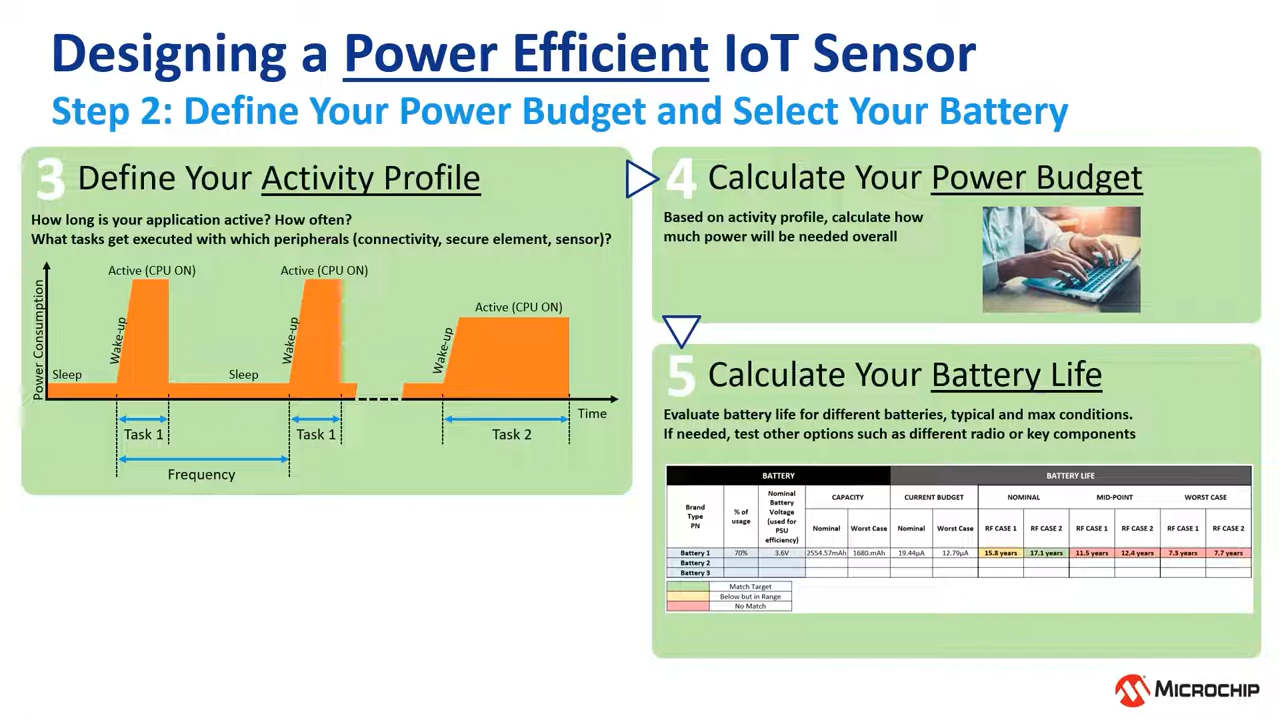 Designing a Power Efficient IoT Sensor
Step 2: Define Your Power Budget and Select Your Battery
3 Define Your Activity Profile
How long is your application active? How often?
What tasks get executed with which peripherals (connectivity, secure element, sensor)?
Power Consumption
Active (CPU ON)
Active (CPU ON)
Active (CPU ON)
Wake-up
Wake-up
Wake-up
Sleep
Sleep
Time
Task 1
Task 1
Task 2
Frequency
4 Calculate Your Power Budget
Based on activity profile, calculate how
much power will be needed overall
5 Calculate Your Battery Life
Evaluate battery life for different batteries, typical and max conditions.
If needed, test other options such as different radio or key components
BATTERY BATTERY LIFE
Brand
Type
PN
% of
usage
Nominal
Battery
Voltage
(used for
PSU
efficiency)
CAPACITY CURRENT BUDGET NOMINAL MID-POINT WORST CASE
Nominal Worst Case Nominal Worst Case RF CASE 1 RF CASE 2 RF CASE 1 RF CASE 2 RF CASE 1 RF CASE 2
Battery 1 70% 3.6V 2554.57mAh 1680.mAh 19.44µA 12.79µA 15.8 years 17.1 years 11.5 years 12.4 years 7.3 years 7.7 years
Battery 2
Battery 3
Match Target
Below but in Range
No Match
MICROCHIP